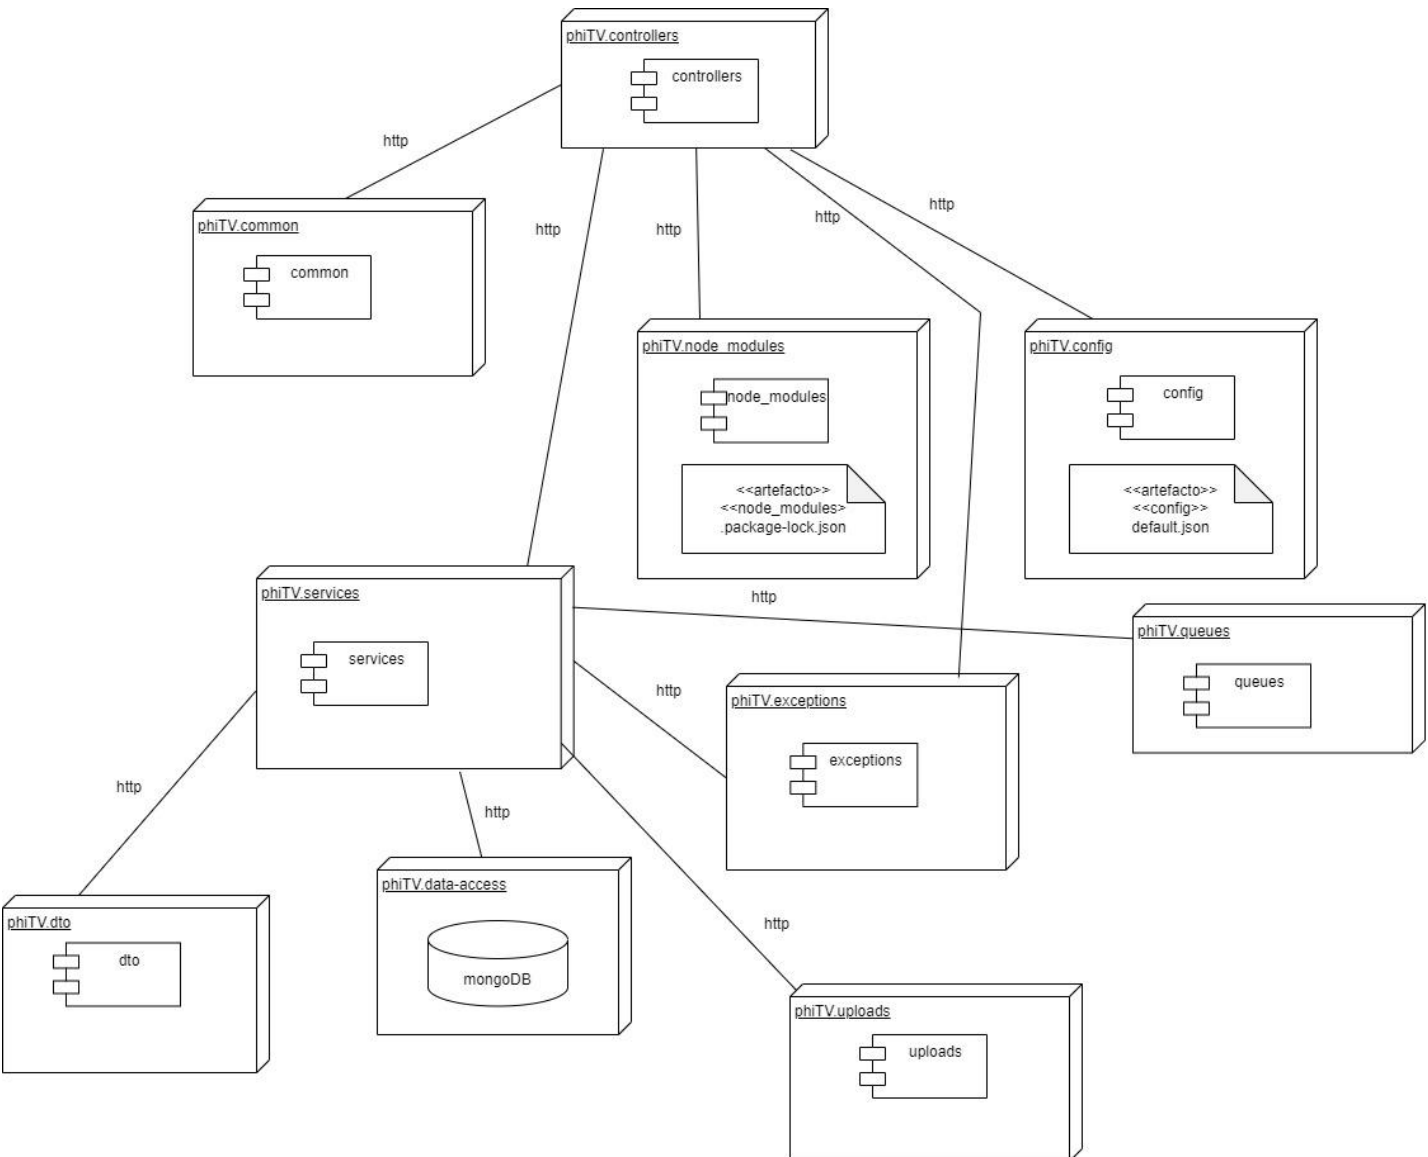 phiTV.controllers
controllers
http
phiTV.common
common
http
http
http
http
phiTV.node_modules
node_modules
<<artefacto>>
<<node_modules>
.package-lock.json
phiTV.config
config
<<artefacto>>
<<config>>
default.json
phiTV.services
services
http
phiTV.queues
queues
http
phiTV.exceptions
exceptions
http
http
phiTV.data-access
mongoDB
http
phiTV.dto
dto
phiTV.uploads
uploads